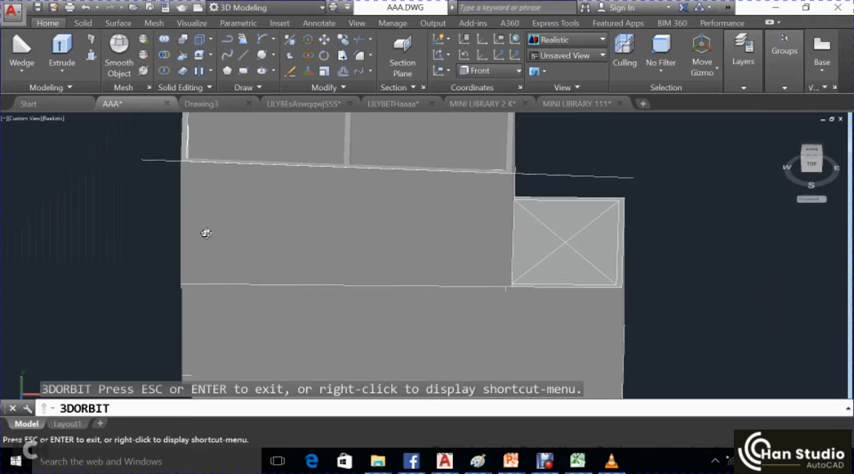 3D Modeling
AAA.DWG
Type a keyword or phrase
Sign In
Home Solid Surface Mesh Visualize Parametric Insert Annotate View Manage Output Add-ins A360 Express Tools Featured Apps BIM 360 Performance
Wedge Extrude Smooth Object Section Plane Realistic Culling No Filter Move Gizmo Layers Groups Base
Unsaved View
Front
Modeling Mesh Solid Editing Draw Modify Section Coordinates View Selection
Start AAA* Drawing3 MINI LIBRARY 2 K* MINI LIBRARY 111*
[−][Custom View][Realistic]
TOP
W
S
3DORBIT Press ESC or ENTER to exit, or right-click to display shortcut-menu.
3DORBIT
Model Layout1
Press ESC or ENTER to exit, or right-click to display shortcut-menu.
Search the web and Windows
Han Studio
AutoCAD